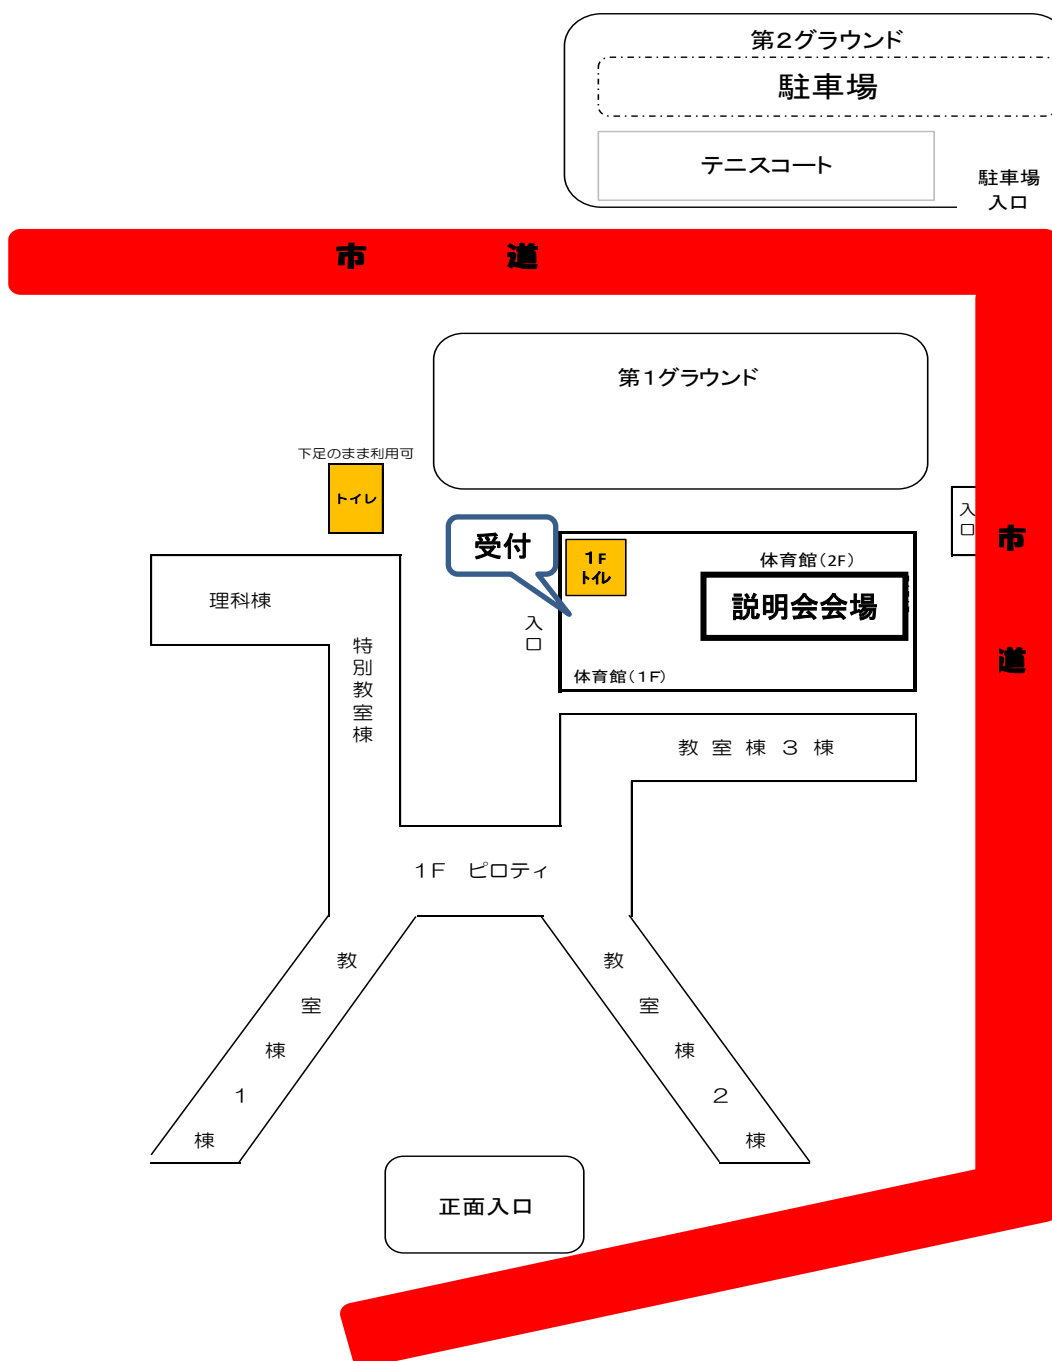 第2グラウンド
駐車場
テニスコート
駐車場
入口
市道
第1グラウンド
下足のまま利用可
トイレ
受付
1F
トイレ
体育館(2F)
説明会会場
入口
市道
理科棟
入口
特別教室棟
体育館(1F)
教室棟3棟
1F ピロティ
教室棟1棟
教室棟2棟
正面入口